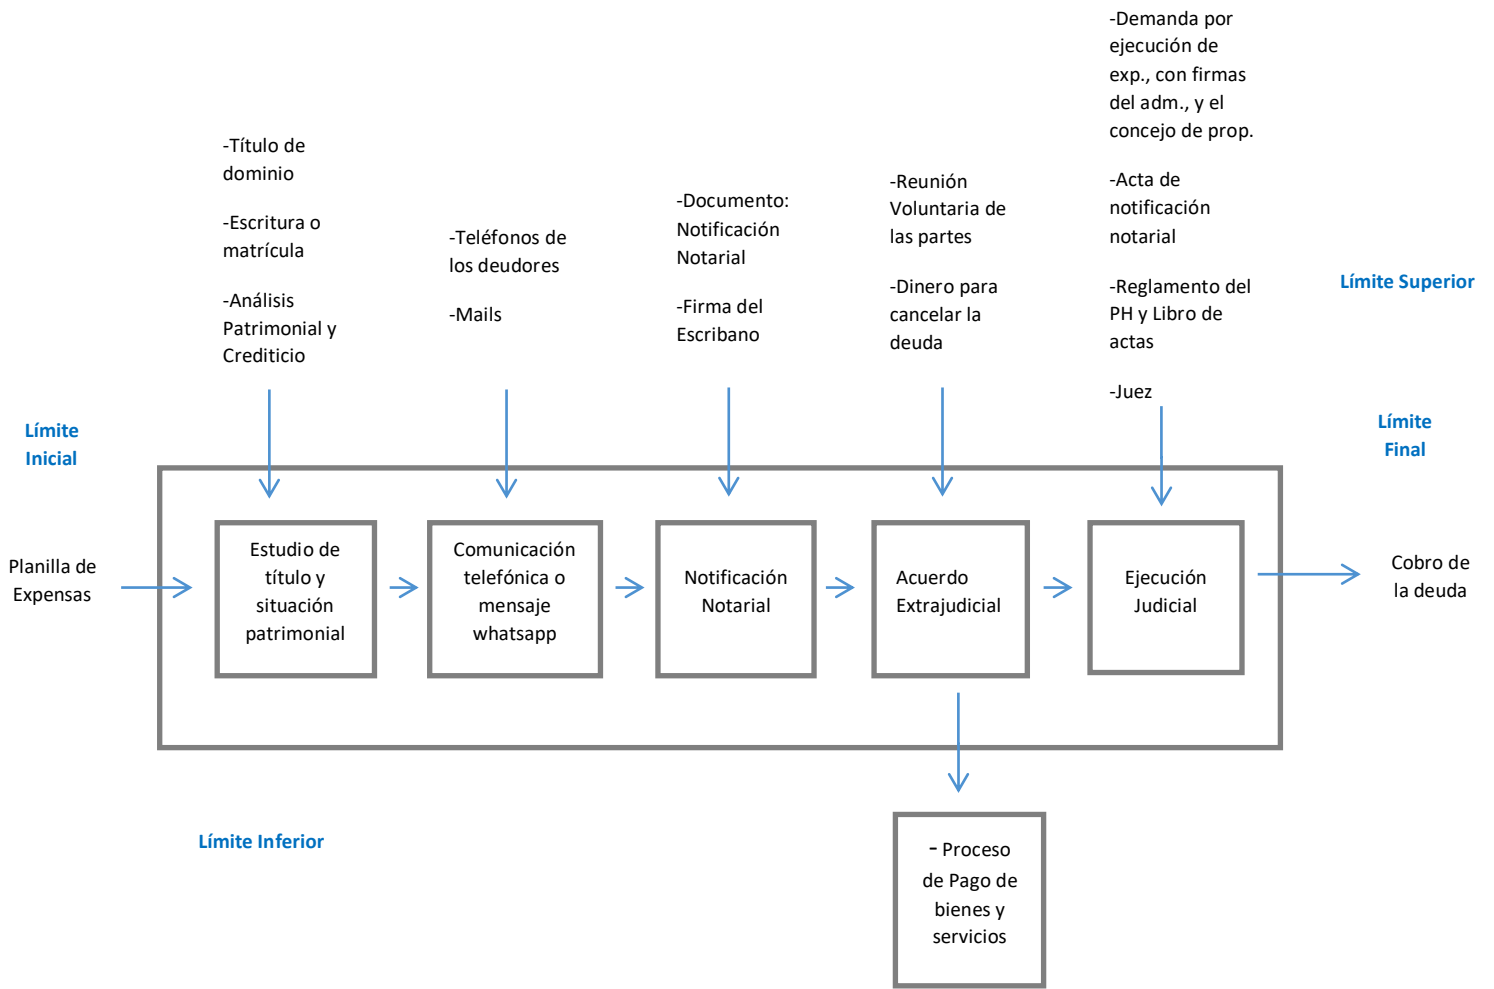 -Título de
dominio
-Escritura o
matrícula
-Análisis
Patrimonial y
Crediticio
-Teléfonos de
los deudores
-Mails
-Documento:
Notificación
Notarial
-Firma del
Escribano
-Reunión
Voluntaria de
las partes
-Dinero para
cancelar la
deuda
-Demanda por
ejecución de
exp., con firmas
del adm., y el
concejo de prop.
-Acta de
notificación
notarial
-Reglamento del
PH y Libro de
actas
-Juez
Límite Superior
Límite
Inicial
Límite
Final
Planilla de
Expensas
Estudio de
título y
situación
patrimonial
Comunicación
telefónica o
mensaje
whatsapp
Notificación
Notarial
Acuerdo
Extrajudicial
Ejecución
Judicial
Cobro de
la deuda
Límite Inferior
- Proceso
de Pago de
bienes y
servicios